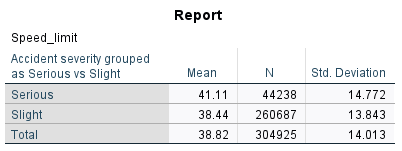 Report
Speed_limit
Accident severity grouped
as Serious vs Slight Mean N Std. Deviation
Serious 41.11 44238 14.772
Slight 38.44 260687 13.843
Total 38.82 304925 14.013